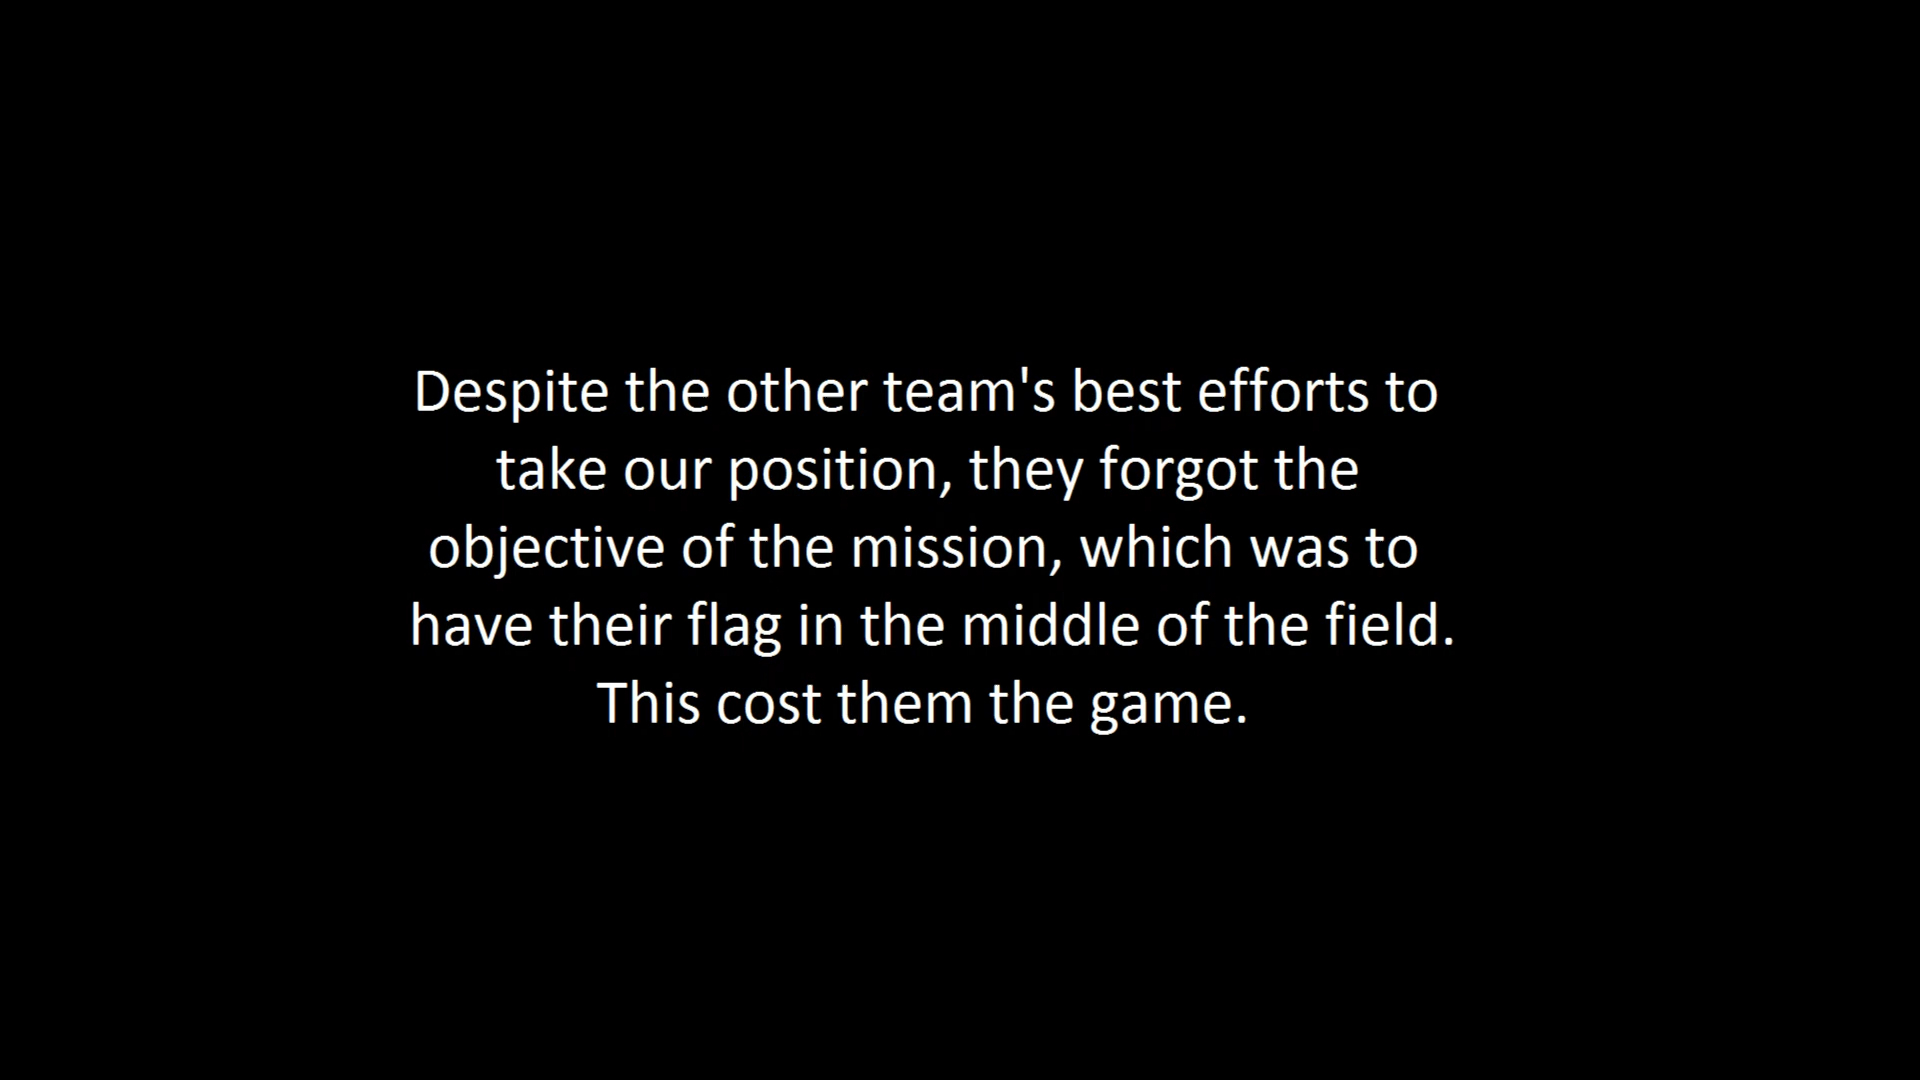 Despite the other team's best efforts to
take our position, they forgot the
objective of the mission, which was to
have their flag in the middle of the field.
This cost them the game.